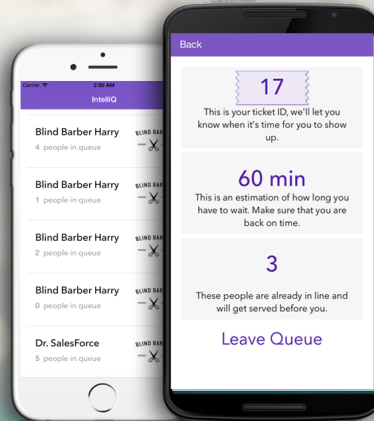 Carrier
2:00 AM
IntelliQ
Blind Barber Harry
4 people in queue
BLIND BAR
Blind Barber Harry
1 people in queue
BLIND BAR
Blind Barber Harry
2 people in queue
BLIND BAR
Blind Barber Harry
0 people in queue
BLIND BAR
Dr. SalesForce
5 people in queue
BLIND BAR
Back
17
This is your ticket ID, we'll let you
know when it's time for you to show
up.
60 min
This is an estimation of how long you
have to wait. Make sure that you are
back on time.
3
These people are already in line and
will get served before you.
Leave Queue